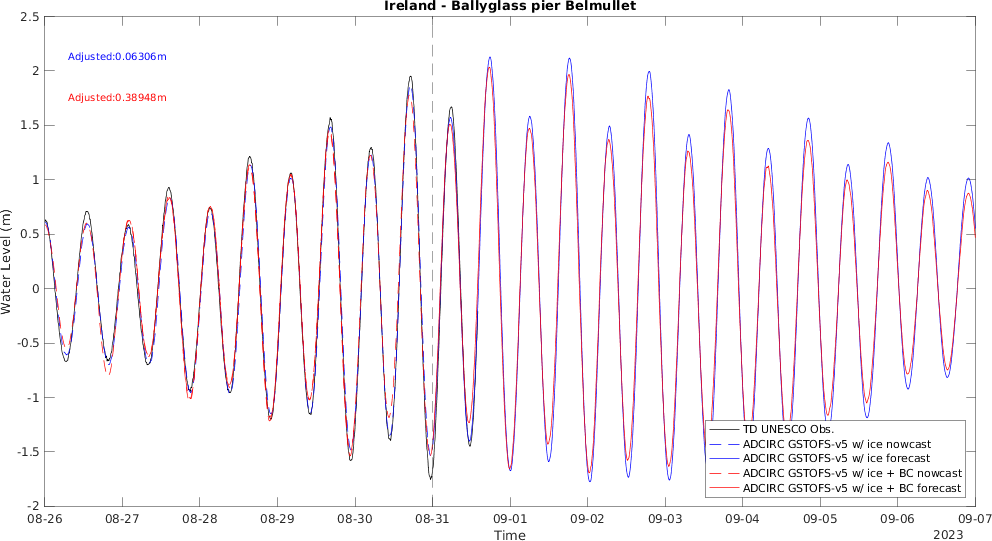 Ireland - Ballyglass pier Belmullet
Adjusted:0.06306m
Adjusted:0.38948m
Water Level (m)
2.5
2
1.5
1
0.5
0
-0.5
-1
-1.5
-2
TD UNESCO Obs.
ADCIRC GSTOFS-v5 w/ ice nowcast
ADCIRC GSTOFS-v5 w/ ice forecast
ADCIRC GSTOFS-v5 w/ ice + BC nowcast
ADCIRC GSTOFS-v5 w/ ice + BC forecast
08-26 08-27 08-28 08-29 08-30 08-31 09-01 09-02 09-03 09-04 09-05 09-06 09-07
Time
2023